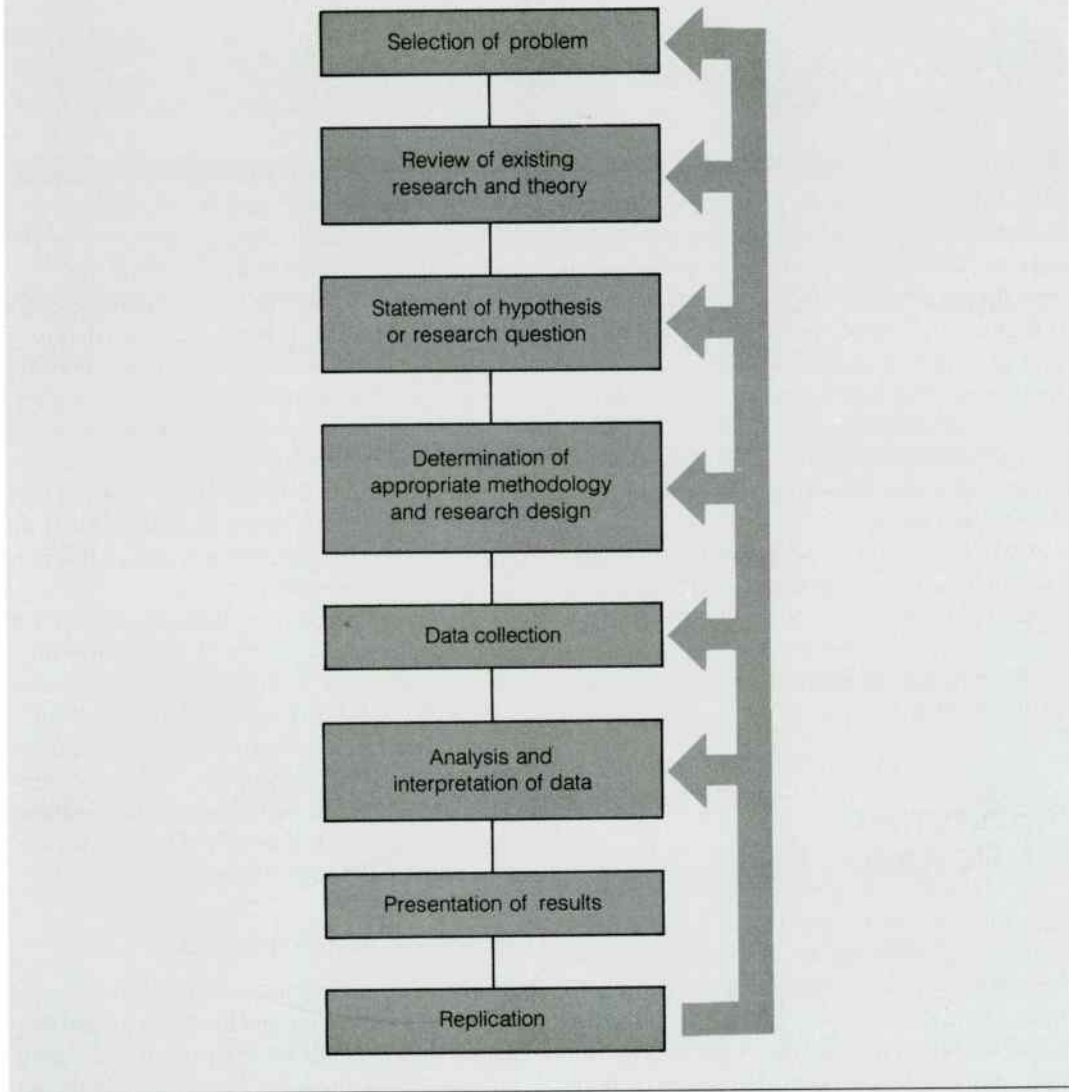 Selection of problem
Review of existing
research and theory
Statement of hypothesis
or research question
Determination of
appropriate methodology
and research design
Data collection
Analysis and
interpretation of data
Presentation of results
Replication